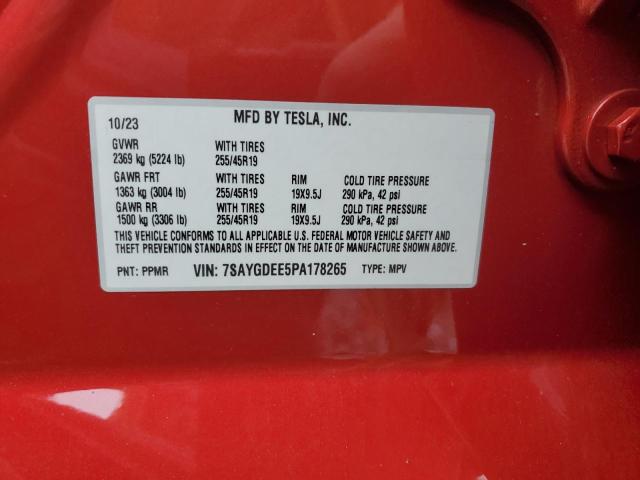 10/23 MFD BY TESLA, INC.
GVWR WITH TIRES
2369 kg (5224 lb) 255/45R19
GAWR FRT WITH TIRES RIM COLD TIRE PRESSURE
1363 kg (3004 lb) 255/45R19 19X9.5J 290 kPa, 42 psi
GAWR RR WITH TIRES RIM COLD TIRE PRESSURE
1500 kg (3306 lb) 255/45R19 19X9.5J 290 kPa, 42 psi
THIS VEHICLE CONFORMS TO ALL APPLICABLE U.S. FEDERAL MOTOR VEHICLE SAFETY AND
THEFT PREVENTION STANDARDS IN EFFECT ON THE DATE OF MANUFACTURE SHOWN ABOVE.
PNT: PPMR VIN: 7SAYGDEE5PA178265 TYPE: MPV